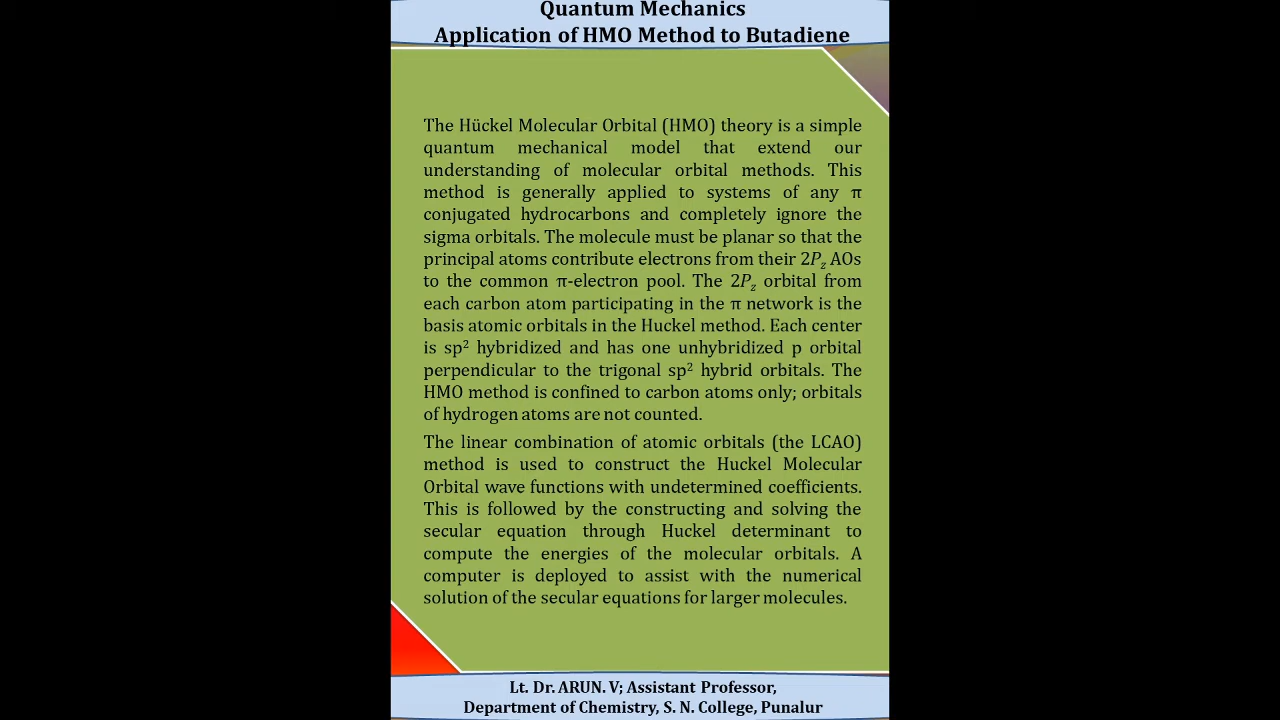 Quantum Mechanics
Application of HMO Method to Butadiene
The Hückel Molecular Orbital (HMO) theory is a simple
quantum mechanical model that extend our
understanding of molecular orbital methods. This
method is generally applied to systems of any π
conjugated hydrocarbons and completely ignore the
sigma orbitals. The molecule must be planar so that the
principal atoms contribute electrons from their 2Pz AOs
to the common π-electron pool. The 2Pz orbital from
each carbon atom participating in the π network is the
basis atomic orbitals in the Huckel method. Each center
is sp² hybridized and has one unhybridized p orbital
perpendicular to the trigonal sp² hybrid orbitals. The
HMO method is confined to carbon atoms only; orbitals
of hydrogen atoms are not counted.
The linear combination of atomic orbitals (the LCAO)
method is used to construct the Huckel Molecular
Orbital wave functions with undetermined coefficients.
This is followed by the constructing and solving the
secular equation through Huckel determinant to
compute the energies of the molecular orbitals. A
computer is deployed to assist with the numerical
solution of the secular equations for larger molecules.
Lt. Dr. ARUN. V; Assistant Professor,
Department of Chemistry, S. N. College, Punalur